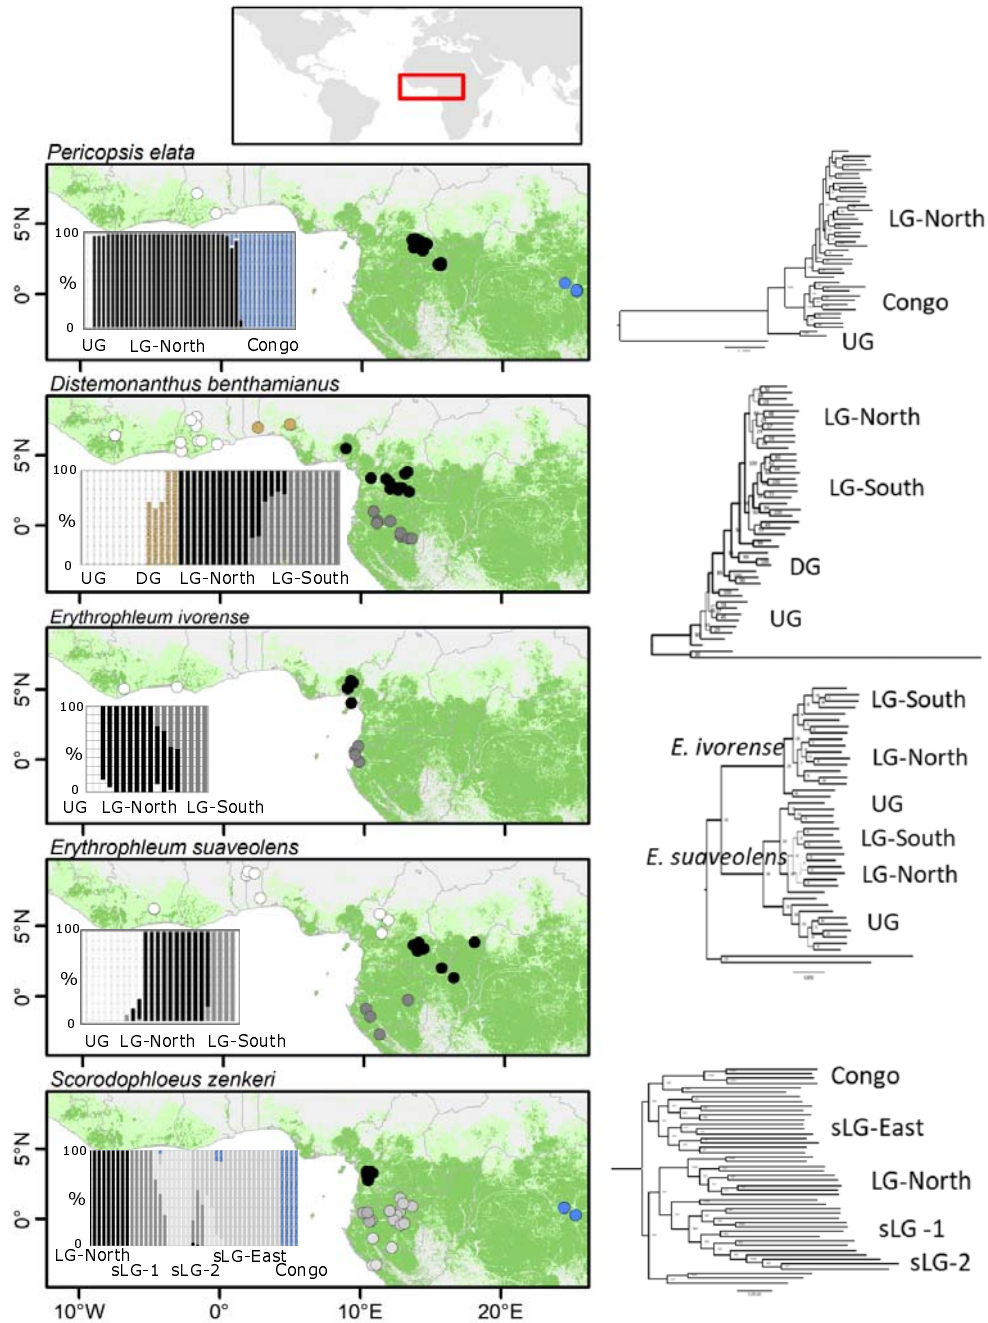 Pericopsis elata
5°N
0°
100
%
0
UG LG-North Congo
LG-North
Congo
UG
Distemonanthus benthamianus
5°N
0°
100
%
0
UG DG LG-North LG-South
LG-North
LG-South
DG
UG
Erythrophleum ivorense
5°N
0°
100
%
0
UG LG-North LG-South
E. ivorense
LG-South
LG-North
UG
Erythrophleum suaveolens
5°N
0°
100
%
0
UG LG-North LG-South
E. suaveolens
LG-South
LG-North
UG
Scorodophloeus zenkeri
5°N
0°
100
%
0
LG-North sLG-East
sLG-1 sLG-2 Congo
Congo
sLG-East
LG-North
sLG -1
sLG-2
10°W 0° 10°E 20°E